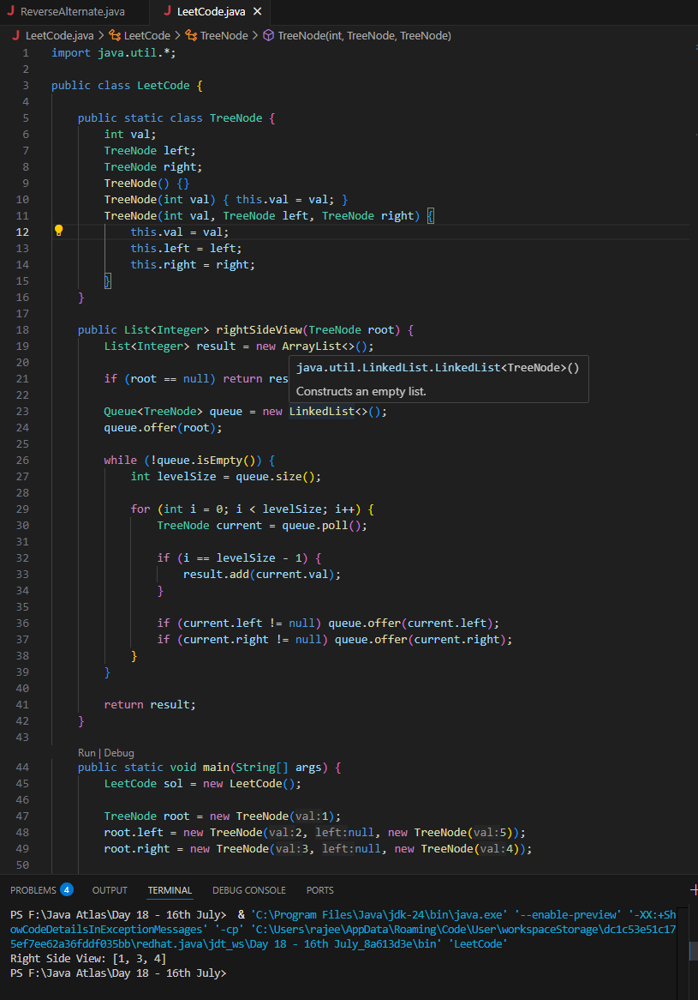 J ReverseAlternate.java J LeetCode.java ×
J LeetCode.java > LeetCode > TreeNode > TreeNode(int, TreeNode, TreeNode)
1 import java.util.*;
2
3 public class LeetCode {
4
5 public static class TreeNode {
6 int val;
7 TreeNode left;
8 TreeNode right;
9 TreeNode() {}
10 TreeNode(int val) { this.val = val; }
11 TreeNode(int val, TreeNode left, TreeNode right) {
12 this.val = val;
13 this.left = left;
14 this.right = right;
15 }
16 }
17
18 public List<Integer> rightSideView(TreeNode root) {
19 List<Integer> result = new ArrayList<>();
20 java.util.LinkedList.LinkedList<TreeNode>()
21 if (root == null) return res
22 Constructs an empty list.
23 Queue<TreeNode> queue = new LinkedList<>();
24 queue.offer(root);
25
26 while (!queue.isEmpty()) {
27 int levelSize = queue.size();
28
29 for (int i = 0; i < levelSize; i++) {
30 TreeNode current = queue.poll();
31
32 if (i == levelSize - 1) {
33 result.add(current.val);
34 }
35
36 if (current.left != null) queue.offer(current.left);
37 if (current.right != null) queue.offer(current.right);
38 }
39 }
40
41 return result;
42 }
43
Run | Debug
44 public static void main(String[] args) {
45 LeetCode sol = new LeetCode();
46
47 TreeNode root = new TreeNode(val:1);
48 root.left = new TreeNode(val:2, left:null, new TreeNode(val:5));
49 root.right = new TreeNode(val:3, left:null, new TreeNode(val:4));
50
PROBLEMS 4 OUTPUT TERMINAL DEBUG CONSOLE PORTS
PS F:\Java Atlas\Day 18 - 16th July> & 'C:\Program Files\Java\jdk-24\bin\java.exe' '--enable-preview' '-XX:+Sh
owCodeDetailsInExceptionMessages' '-cp' 'C:\Users\rajee\AppData\Roaming\Code\User\workspaceStorage\dc1c53e51c17
5ef7ee62a36fddf035bb\redhat.java\jdt_ws\Day 18 - 16th July_8a613d3e\bin' 'LeetCode'
Right Side View: [1, 3, 4]
PS F:\Java Atlas\Day 18 - 16th July>